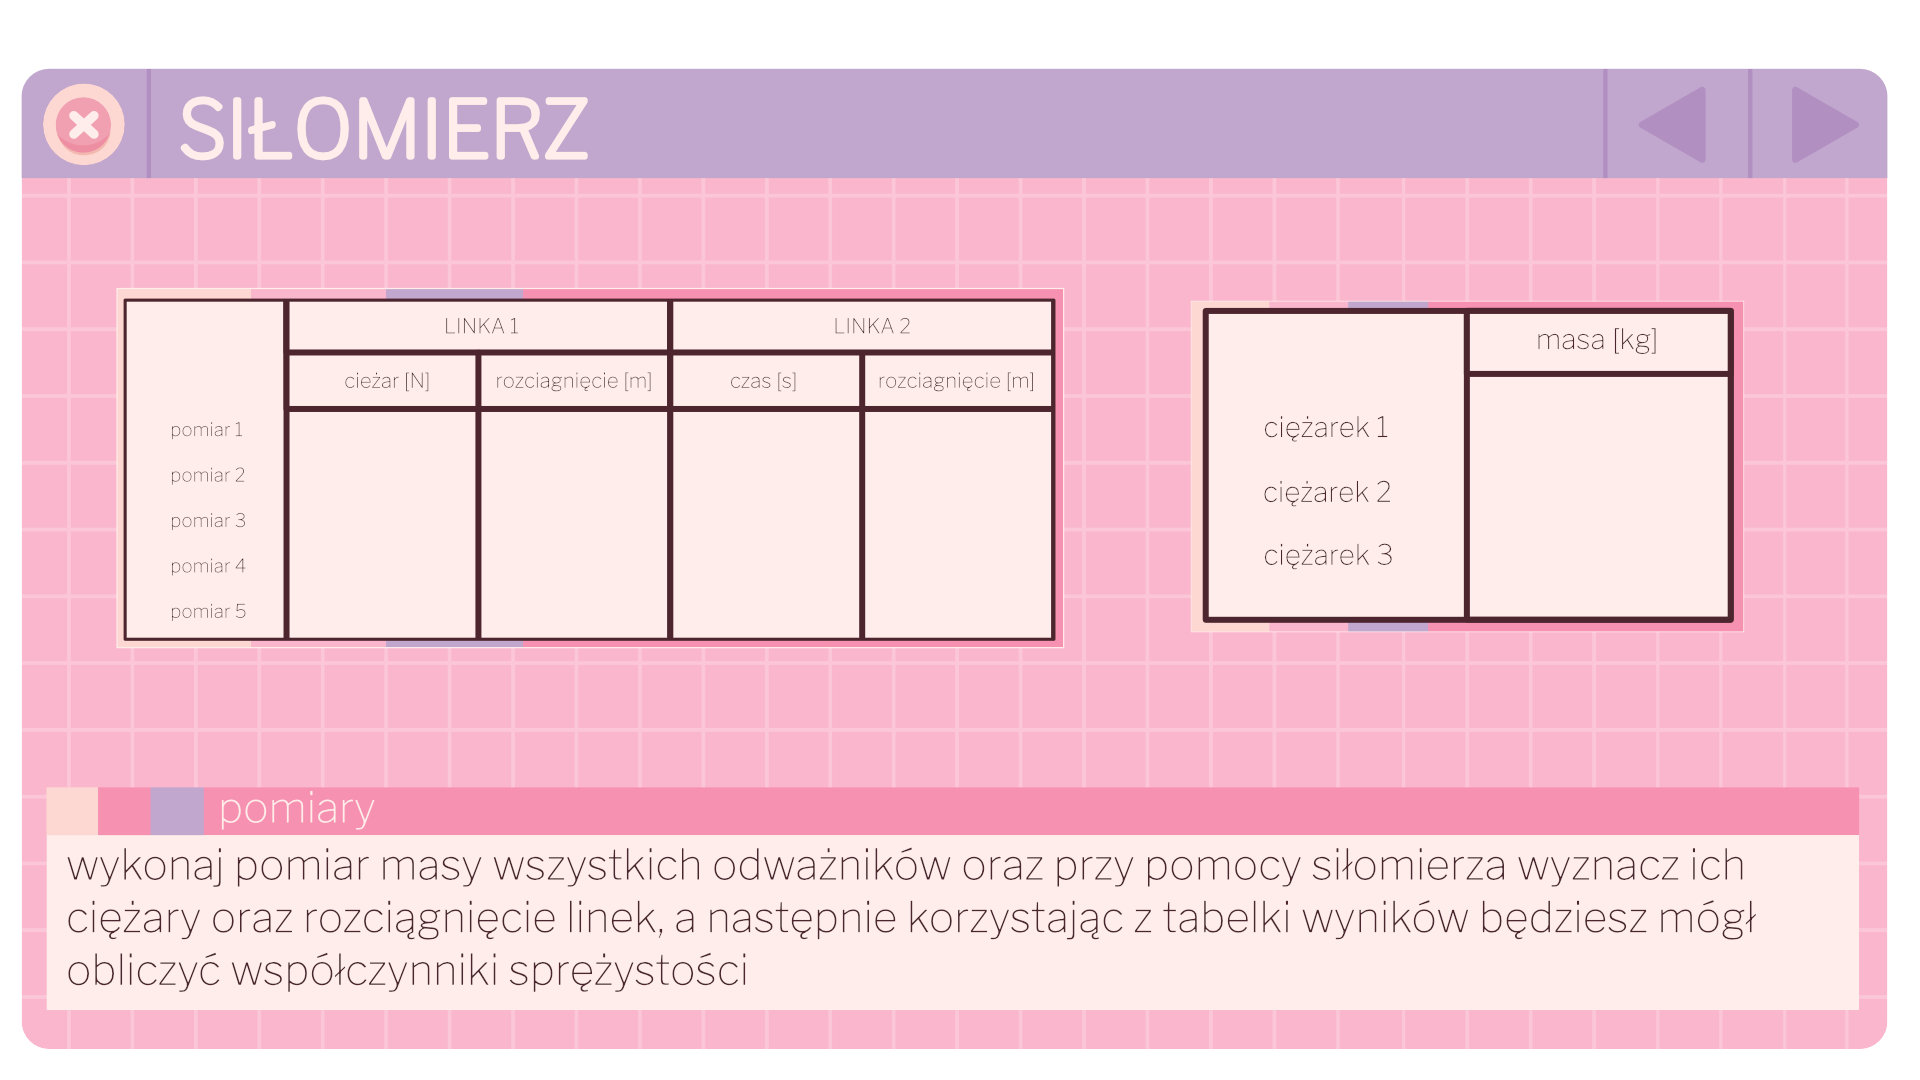 SIŁOMIERZ
LINKA 1 LINKA 2
cieżar [N] rozciagnięcie [m] czas [s] rozciagnięcie [m]
pomiar 1
pomiar 2
pomiar 3
pomiar 4
pomiar 5
masa [kg]
ciężarek 1
ciężarek 2
ciężarek 3
pomiary
wykonaj pomiar masy wszystkich odważników oraz przy pomocy siłomierza wyznacz ich
ciężary oraz rozciągnięcie linek, a następnie korzystając z tabelki wyników będziesz mógł
obliczyć współczynniki sprężystości